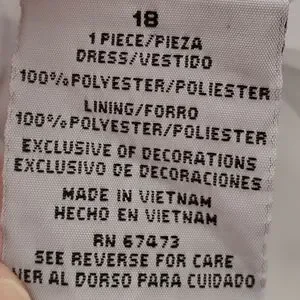 18
1 PIECE/PIEZA
DRESS/VESTIDO
100%POLYESTER/POLIESTER
LINING/FORRO
100%POLYESTER/POLIESTER
EXCLUSIVE OF DECORATIONS
EXCLUSIVO DE DECORACIONES
MADE IN VIETNAM
HECHO EN VIETNAM
RN 67473
SEE REVERSE FOR CARE
VER AL DORSO PARA CUIDADO